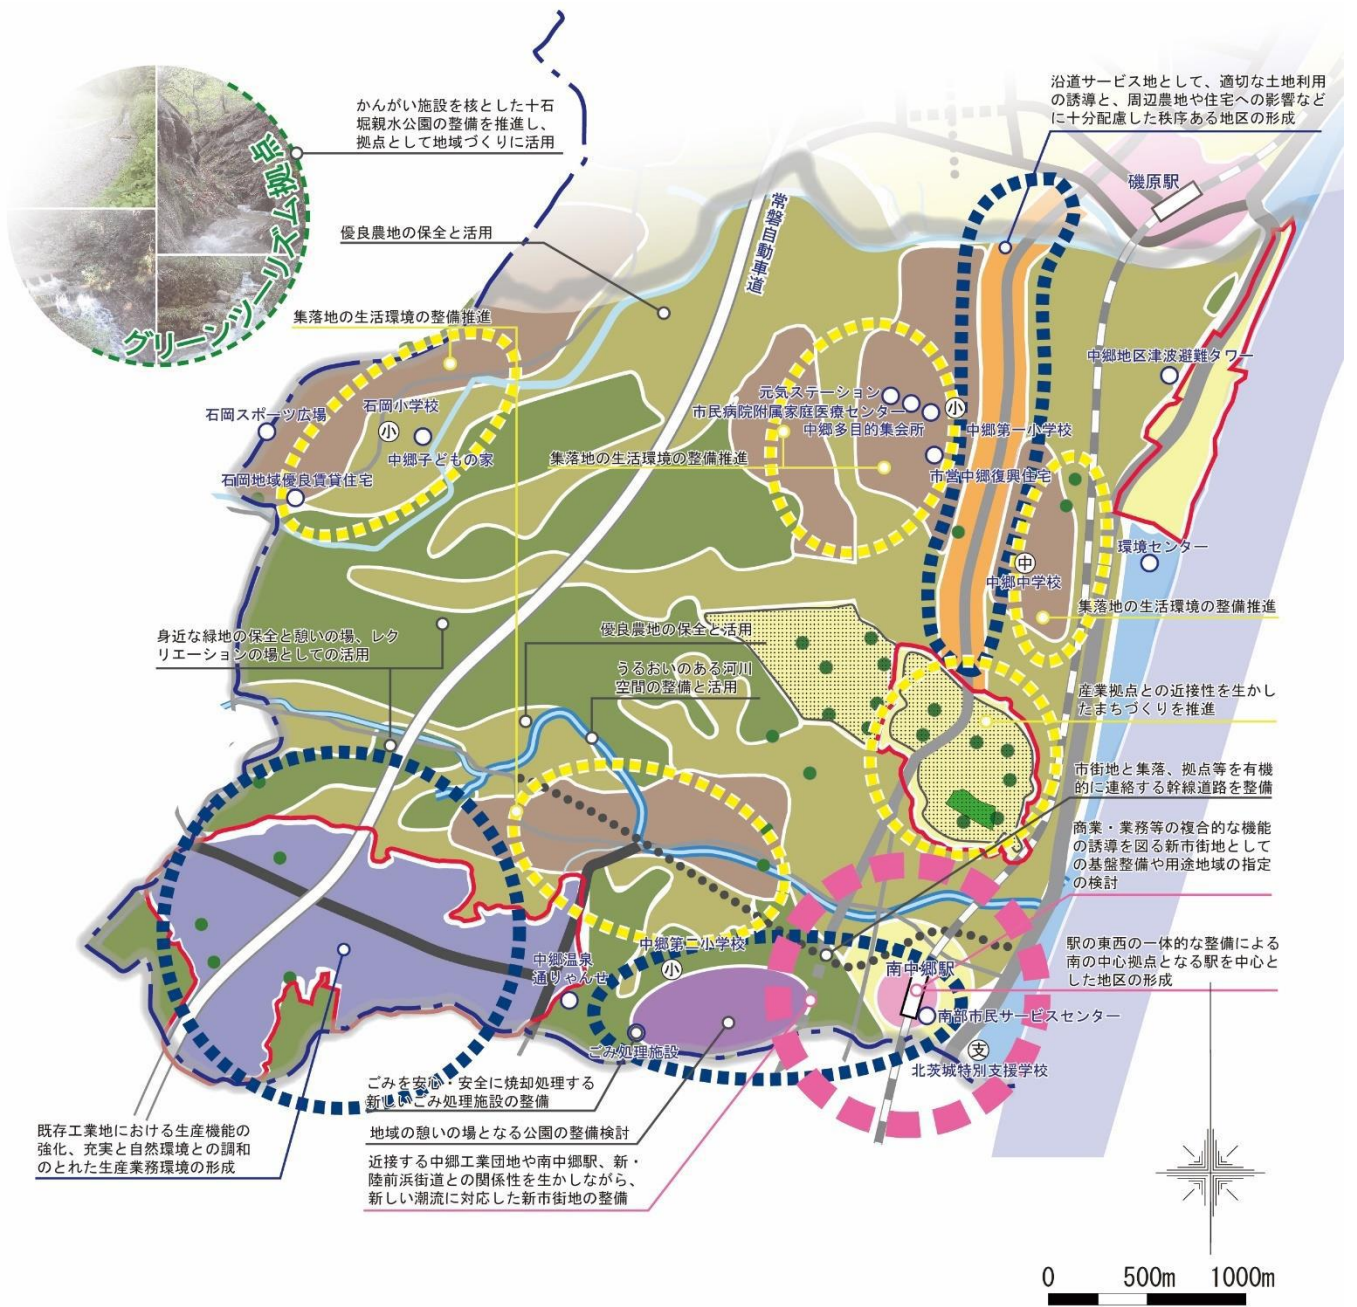 かんがい施設を核とした十石
堀親水公園の整備を推進し、
拠点として地域づくりに活用
グリーンツーリズム拠点
沿道サービス地として、適切な土地利用
の誘導と、周辺農地や住宅への影響など
に十分配慮した秩序ある地区の形成
磯原駅
常磐自動車道
優良農地の保全と活用
集落地の生活環境の整備推進
中郷地区津波避難タワー
石岡スポーツ広場
石岡小学校
小
中郷子どもの家
石岡地域優良賃貸住宅
元気ステーション
市民病院附属家庭医療センター
小
中郷多目的集会所
中郷第一小学校
集落地の生活環境の整備推進
市営中郷復興住宅
環境センター
中
中郷中学校
集落地の生活環境の整備推進
身近な緑地の保全と憩いの場、レク
リエーションの場としての活用
優良農地の保全と活用
うるおいのある河川
空間の整備と活用
産業拠点との近接性を生かし
たまちづくりを推進
市街地と集落、拠点等を有機
的に連絡する幹線道路を整備
商業・業務等の複合的な機能
の誘導を図る新市街地として
の基盤整備や用途地域の指定
の検討
駅の東西の一体的な整備による
南の中心拠点となる駅を中心と
した地区の形成
中郷第二小学校
小
中郷温泉
通りゃんせ
南中郷駅
南部市民サービスセンター
支
北茨城特別支援学校
ごみ処理施設
ごみを安心・安全に焼却処理する
新しいごみ処理施設の整備
地域の憩いの場となる公園の整備検討
近接する中郷工業団地や南中郷駅、新・
陸前浜街道との関係性を生かしながら、
新しい潮流に対応した新市街地の整備
既存工業地における生産機能の
強化、充実と自然環境との調和
のとれた生産業務環境の形成
0 500m 1000m